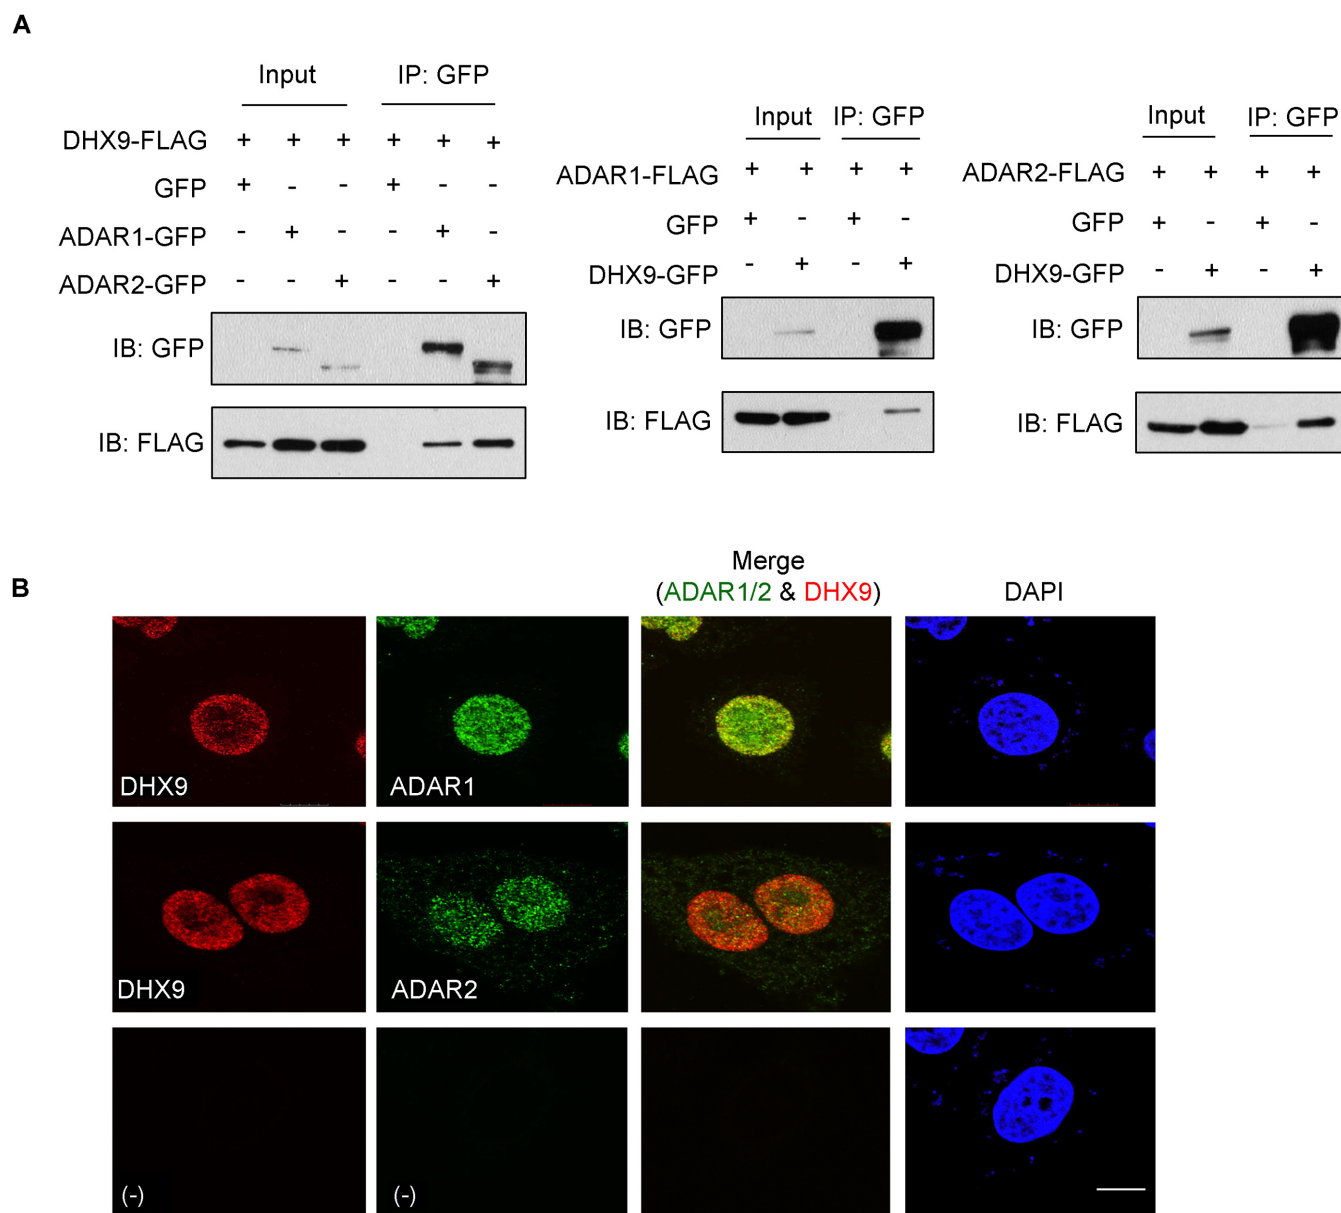 A
Input IP: GFP
DHX9-FLAG + + + + + +
GFP + - - + - -
ADAR1-GFP - + - - + -
ADAR2-GFP - - + - - +
IB: GFP
IB: FLAG
Input IP: GFP
ADAR1-FLAG + + + +
GFP + - + -
DHX9-GFP - + - +
IB: GFP
IB: FLAG
Input IP: GFP
ADAR2-FLAG + + + +
GFP + - + -
DHX9-GFP - + - +
IB: GFP
IB: FLAG
B
Merge
(ADAR1/2 & DHX9) DAPI
DHX9 ADAR1
DHX9 ADAR2
(-) (-)